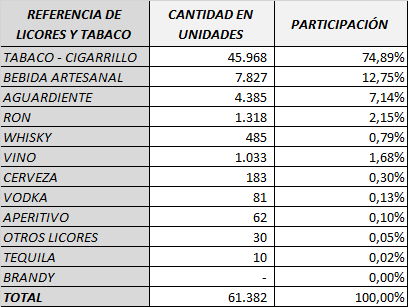 REFERENCIA DE LICORES Y TABACO CANTIDAD EN UNIDADES PARTICIPACIÓN
TABACO - CIGARRILLO 45.968 74,89%
BEBIDA ARTESANAL 7.827 12,75%
AGUARDIENTE 4.385 7,14%
RON 1.318 2,15%
WHISKY 485 0,79%
VINO 1.033 1,68%
CERVEZA 183 0,30%
VODKA 81 0,13%
APERITIVO 62 0,10%
OTROS LICORES 30 0,05%
TEQUILA 10 0,02%
BRANDY - 0,00%
TOTAL 61.382 100,00%